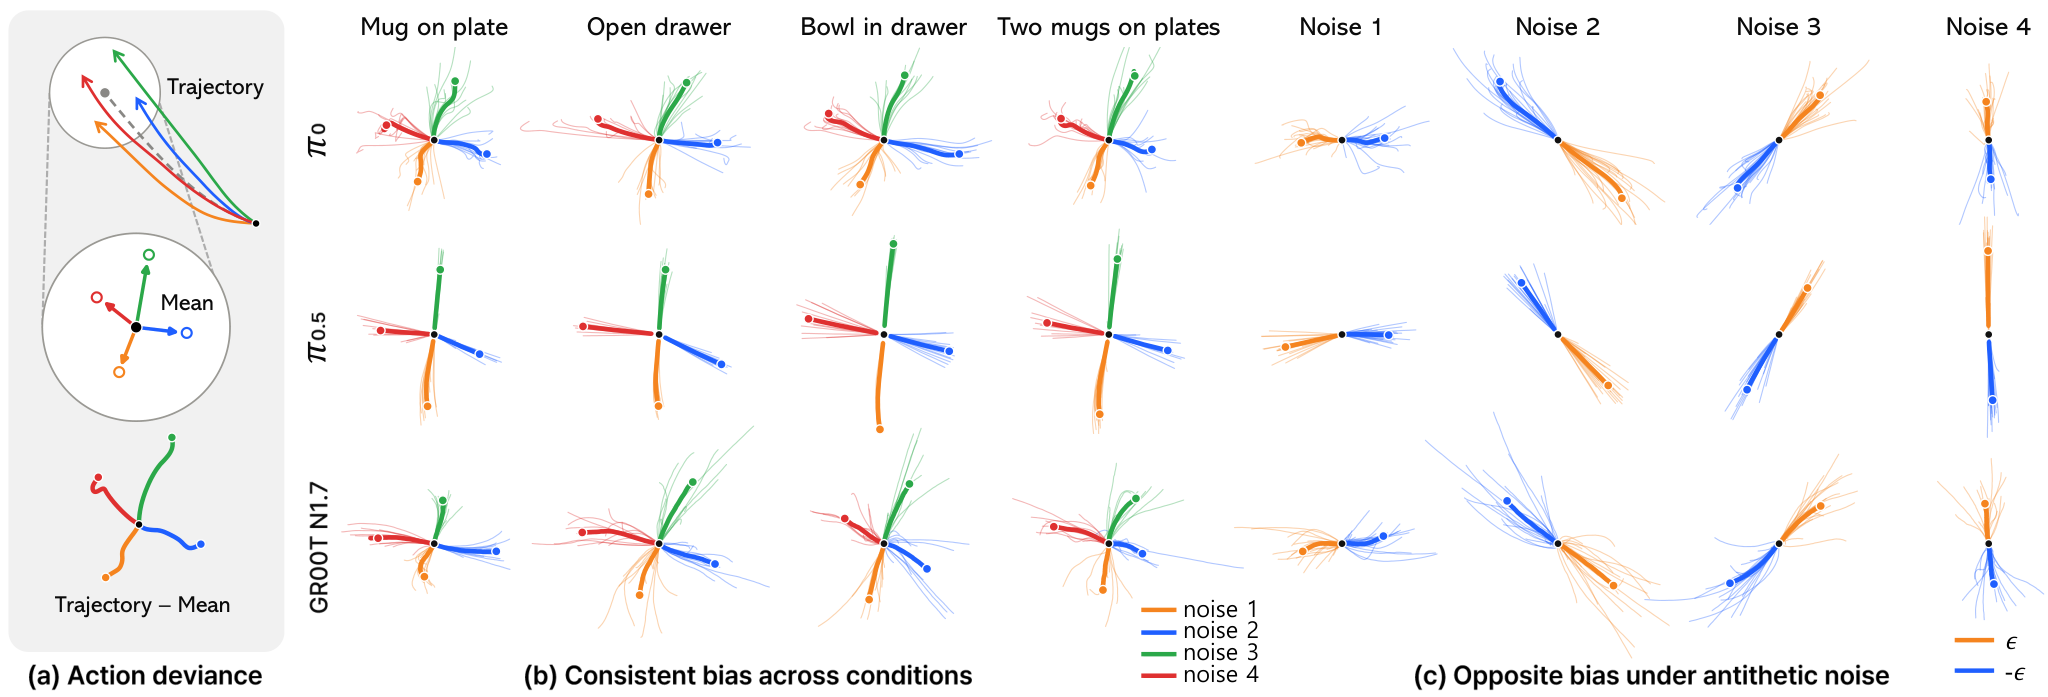 Mug on plate Open drawer Bowl in drawer Two mugs on plates Noise 1 Noise 2 Noise 3 Noise 4
Trajectory
Mean
Trajectory – Mean
π0
π0.5
GR00T N1.7
noise 1
noise 2
noise 3
noise 4
ϵ
-ϵ
(a) Action deviance (b) Consistent bias across conditions (c) Opposite bias under antithetic noise